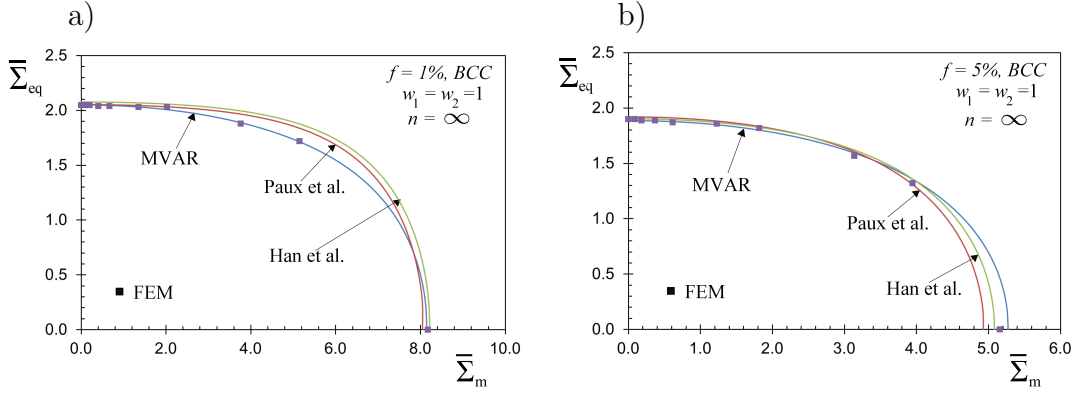 a)
Σ̅eq
2.5
2.0
1.5
1.0
0.5
0.0
f = 1%, BCC
w1 = w2 =1
n = ∞
MVAR
Paux et al.
Han et al.
FEM
0.0 2.0 4.0 6.0 8.0 10.0
Σ̅m
b)
Σ̅eq
2.5
2.0
1.5
1.0
0.5
0.0
f = 5%, BCC
w1 = w2 =1
n = ∞
MVAR
Paux et al.
Han et al.
FEM
0.0 1.0 2.0 3.0 4.0 5.0 6.0
Σ̅m